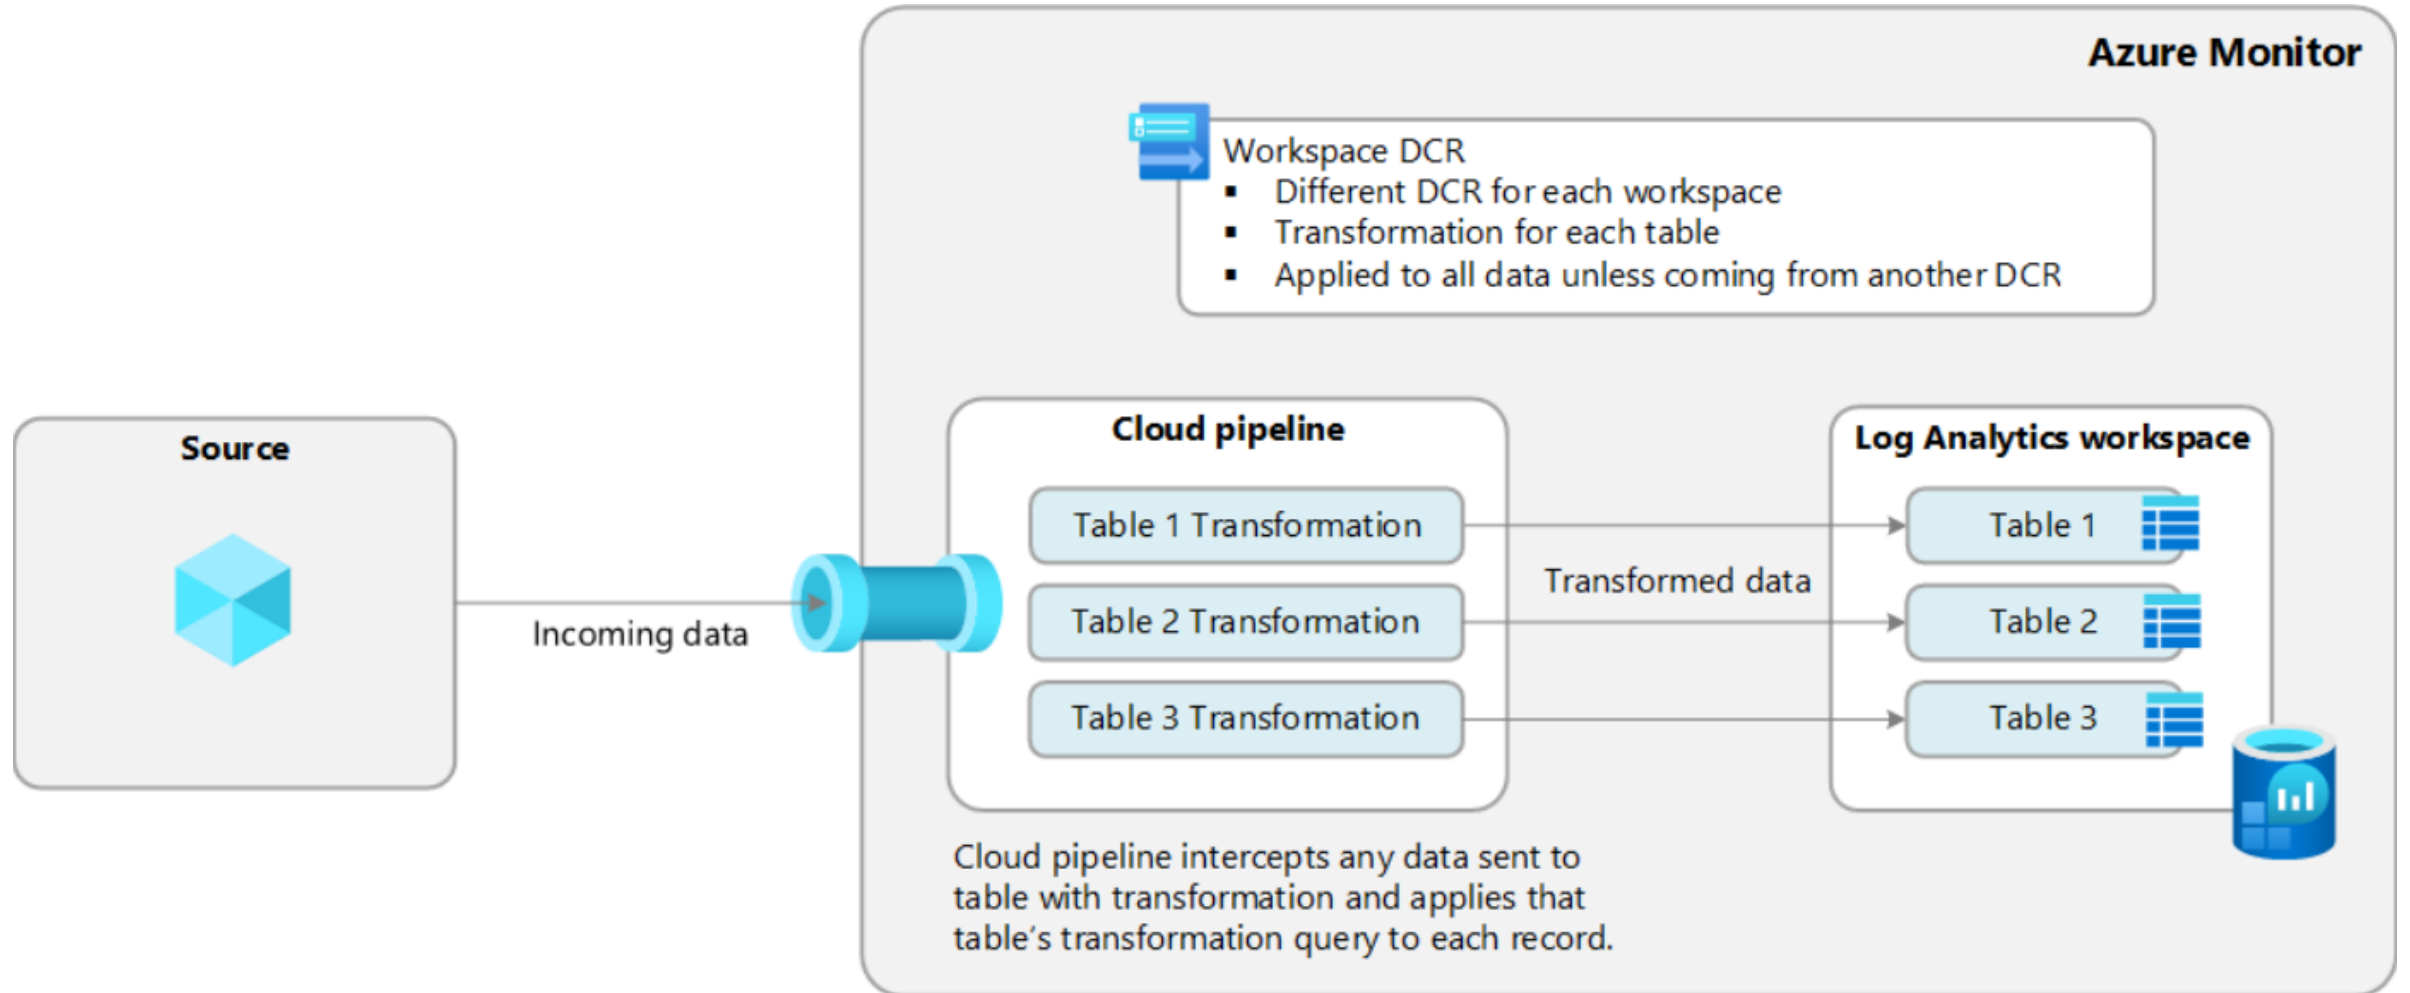 Azure Monitor
Workspace DCR
▪ Different DCR for each workspace
▪ Transformation for each table
▪ Applied to all data unless coming from another DCR
Source
Incoming data
Cloud pipeline
Table 1 Transformation
Table 2 Transformation
Table 3 Transformation
Transformed data
Log Analytics workspace
Table 1
Table 2
Table 3
Cloud pipeline intercepts any data sent to
table with transformation and applies that
table's transformation query to each record.